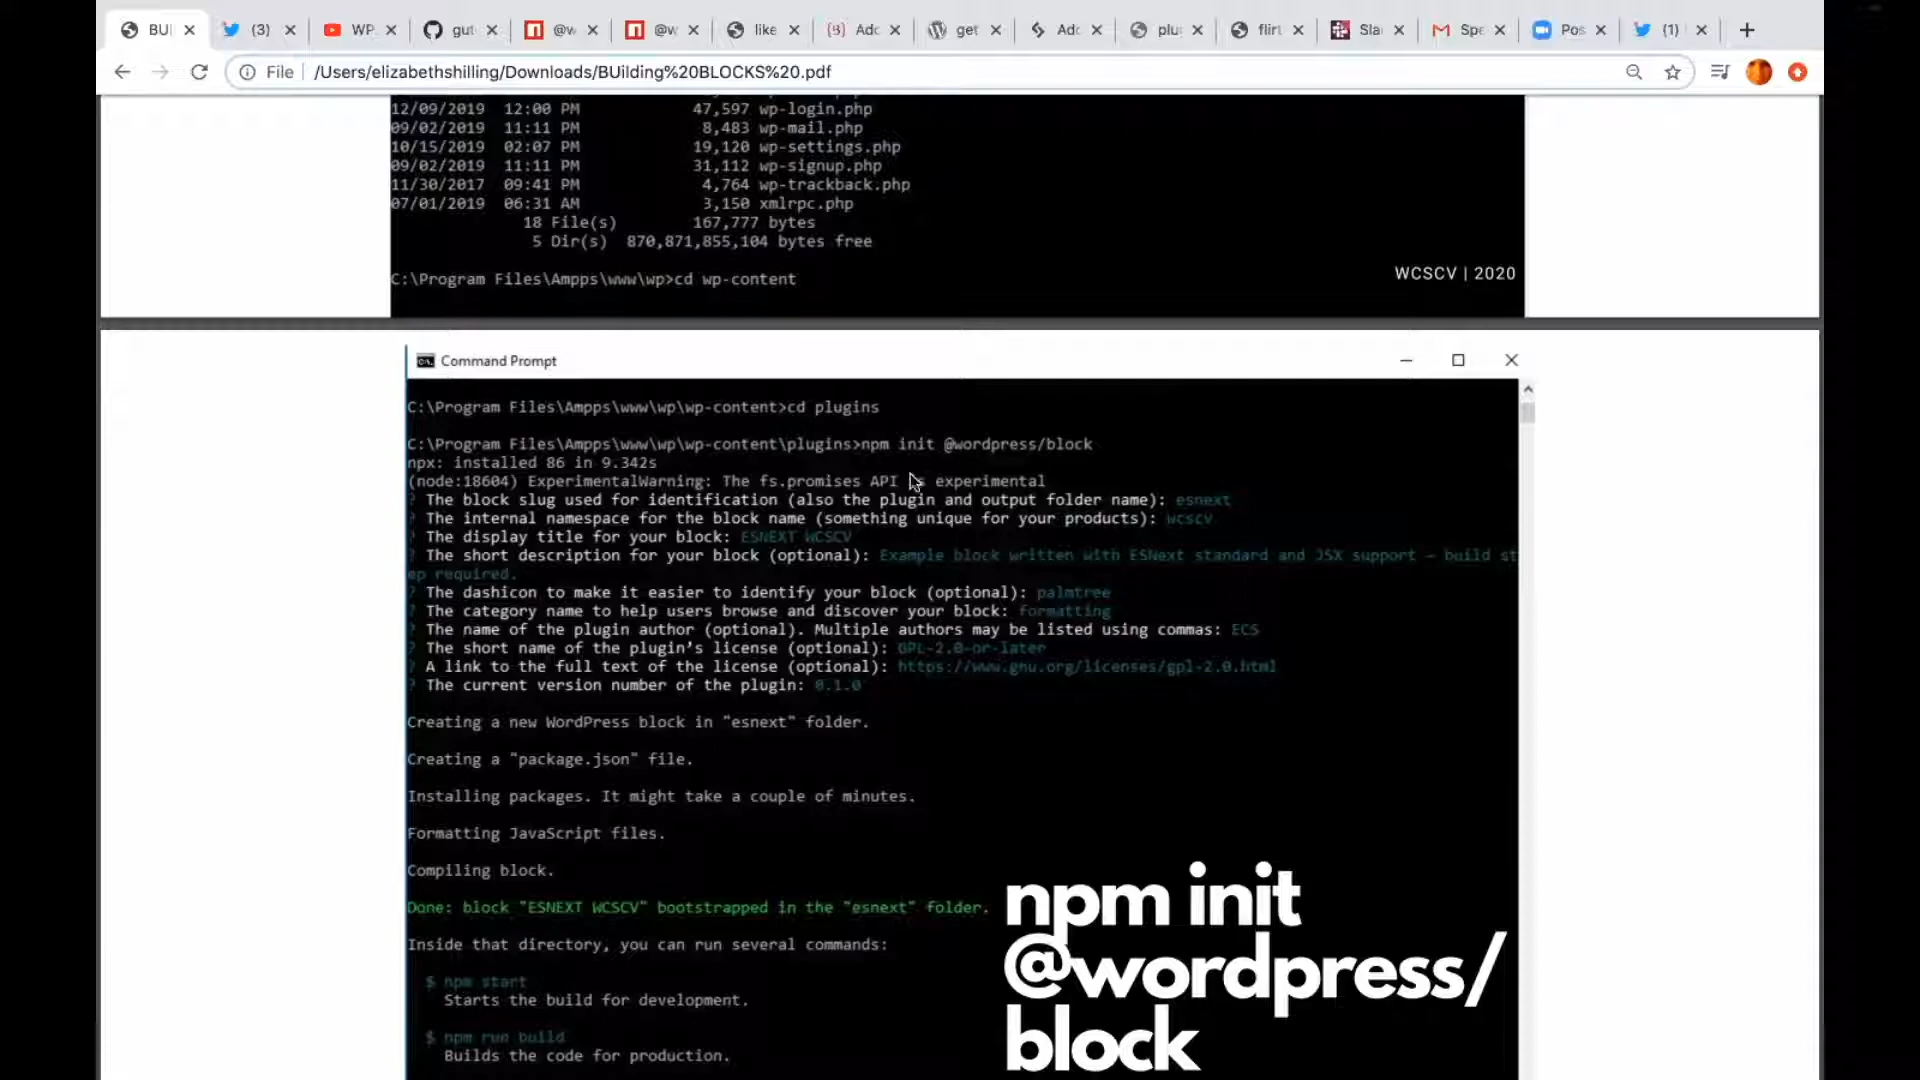 BUI
(3)
WP
gut
@w
@w
like
Adc
get
Adc
plu
flirt
Sla
Spe
Pos
(1)
File
/Users/elizabethshilling/Downloads/BUilding%20BLOCKS%20.pdf
12/09/2019 12:00 PM 47,597 wp-login.php
09/02/2019 11:11 PM 8,483 wp-mail.php
10/15/2019 02:07 PM 19,120 wp-settings.php
09/02/2019 11:11 PM 31,112 wp-signup.php
11/30/2017 09:41 PM 4,764 wp-trackback.php
07/01/2019 06:31 AM 3,150 xmlrpc.php
18 File(s) 167,777 bytes
5 Dir(s) 870,871,855,104 bytes free
C:\Program Files\Ampps\www\wp>cd wp-content
WCSCV | 2020
Command Prompt
C:\Program Files\Ampps\www\wp\wp-content>cd plugins
C:\Program Files\Ampps\www\wp\wp-content\plugins>npm init @wordpress/block
npx: installed 86 in 9.342s
(node:18604) ExperimentalWarning: The fs.promises API is experimental
? The block slug used for identification (also the plugin and output folder name): esnext
? The internal namespace for the block name (something unique for your products): wcscv
? The display title for your block: ESNEXT WCSCV
? The short description for your block (optional): Example block written with ESNext standard and JSX support – build st
ep required.
? The dashicon to make it easier to identify your block (optional): palmtree
? The category name to help users browse and discover your block: formatting
? The name of the plugin author (optional). Multiple authors may be listed using commas: ECS
? The short name of the plugin’s license (optional): GPL-2.0-or-later
? A link to the full text of the license (optional): https://www.gnu.org/licenses/gpl-2.0.html
? The current version number of the plugin: 0.1.0
Creating a new WordPress block in "esnext" folder.
Creating a "package.json" file.
Installing packages. It might take a couple of minutes.
Formatting JavaScript files.
Compiling block.
Done: block "ESNEXT WCSCV" bootstrapped in the "esnext" folder.
Inside that directory, you can run several commands:
$ npm start
Starts the build for development.
$ npm run build
Builds the code for production.
npm init
@wordpress/
block